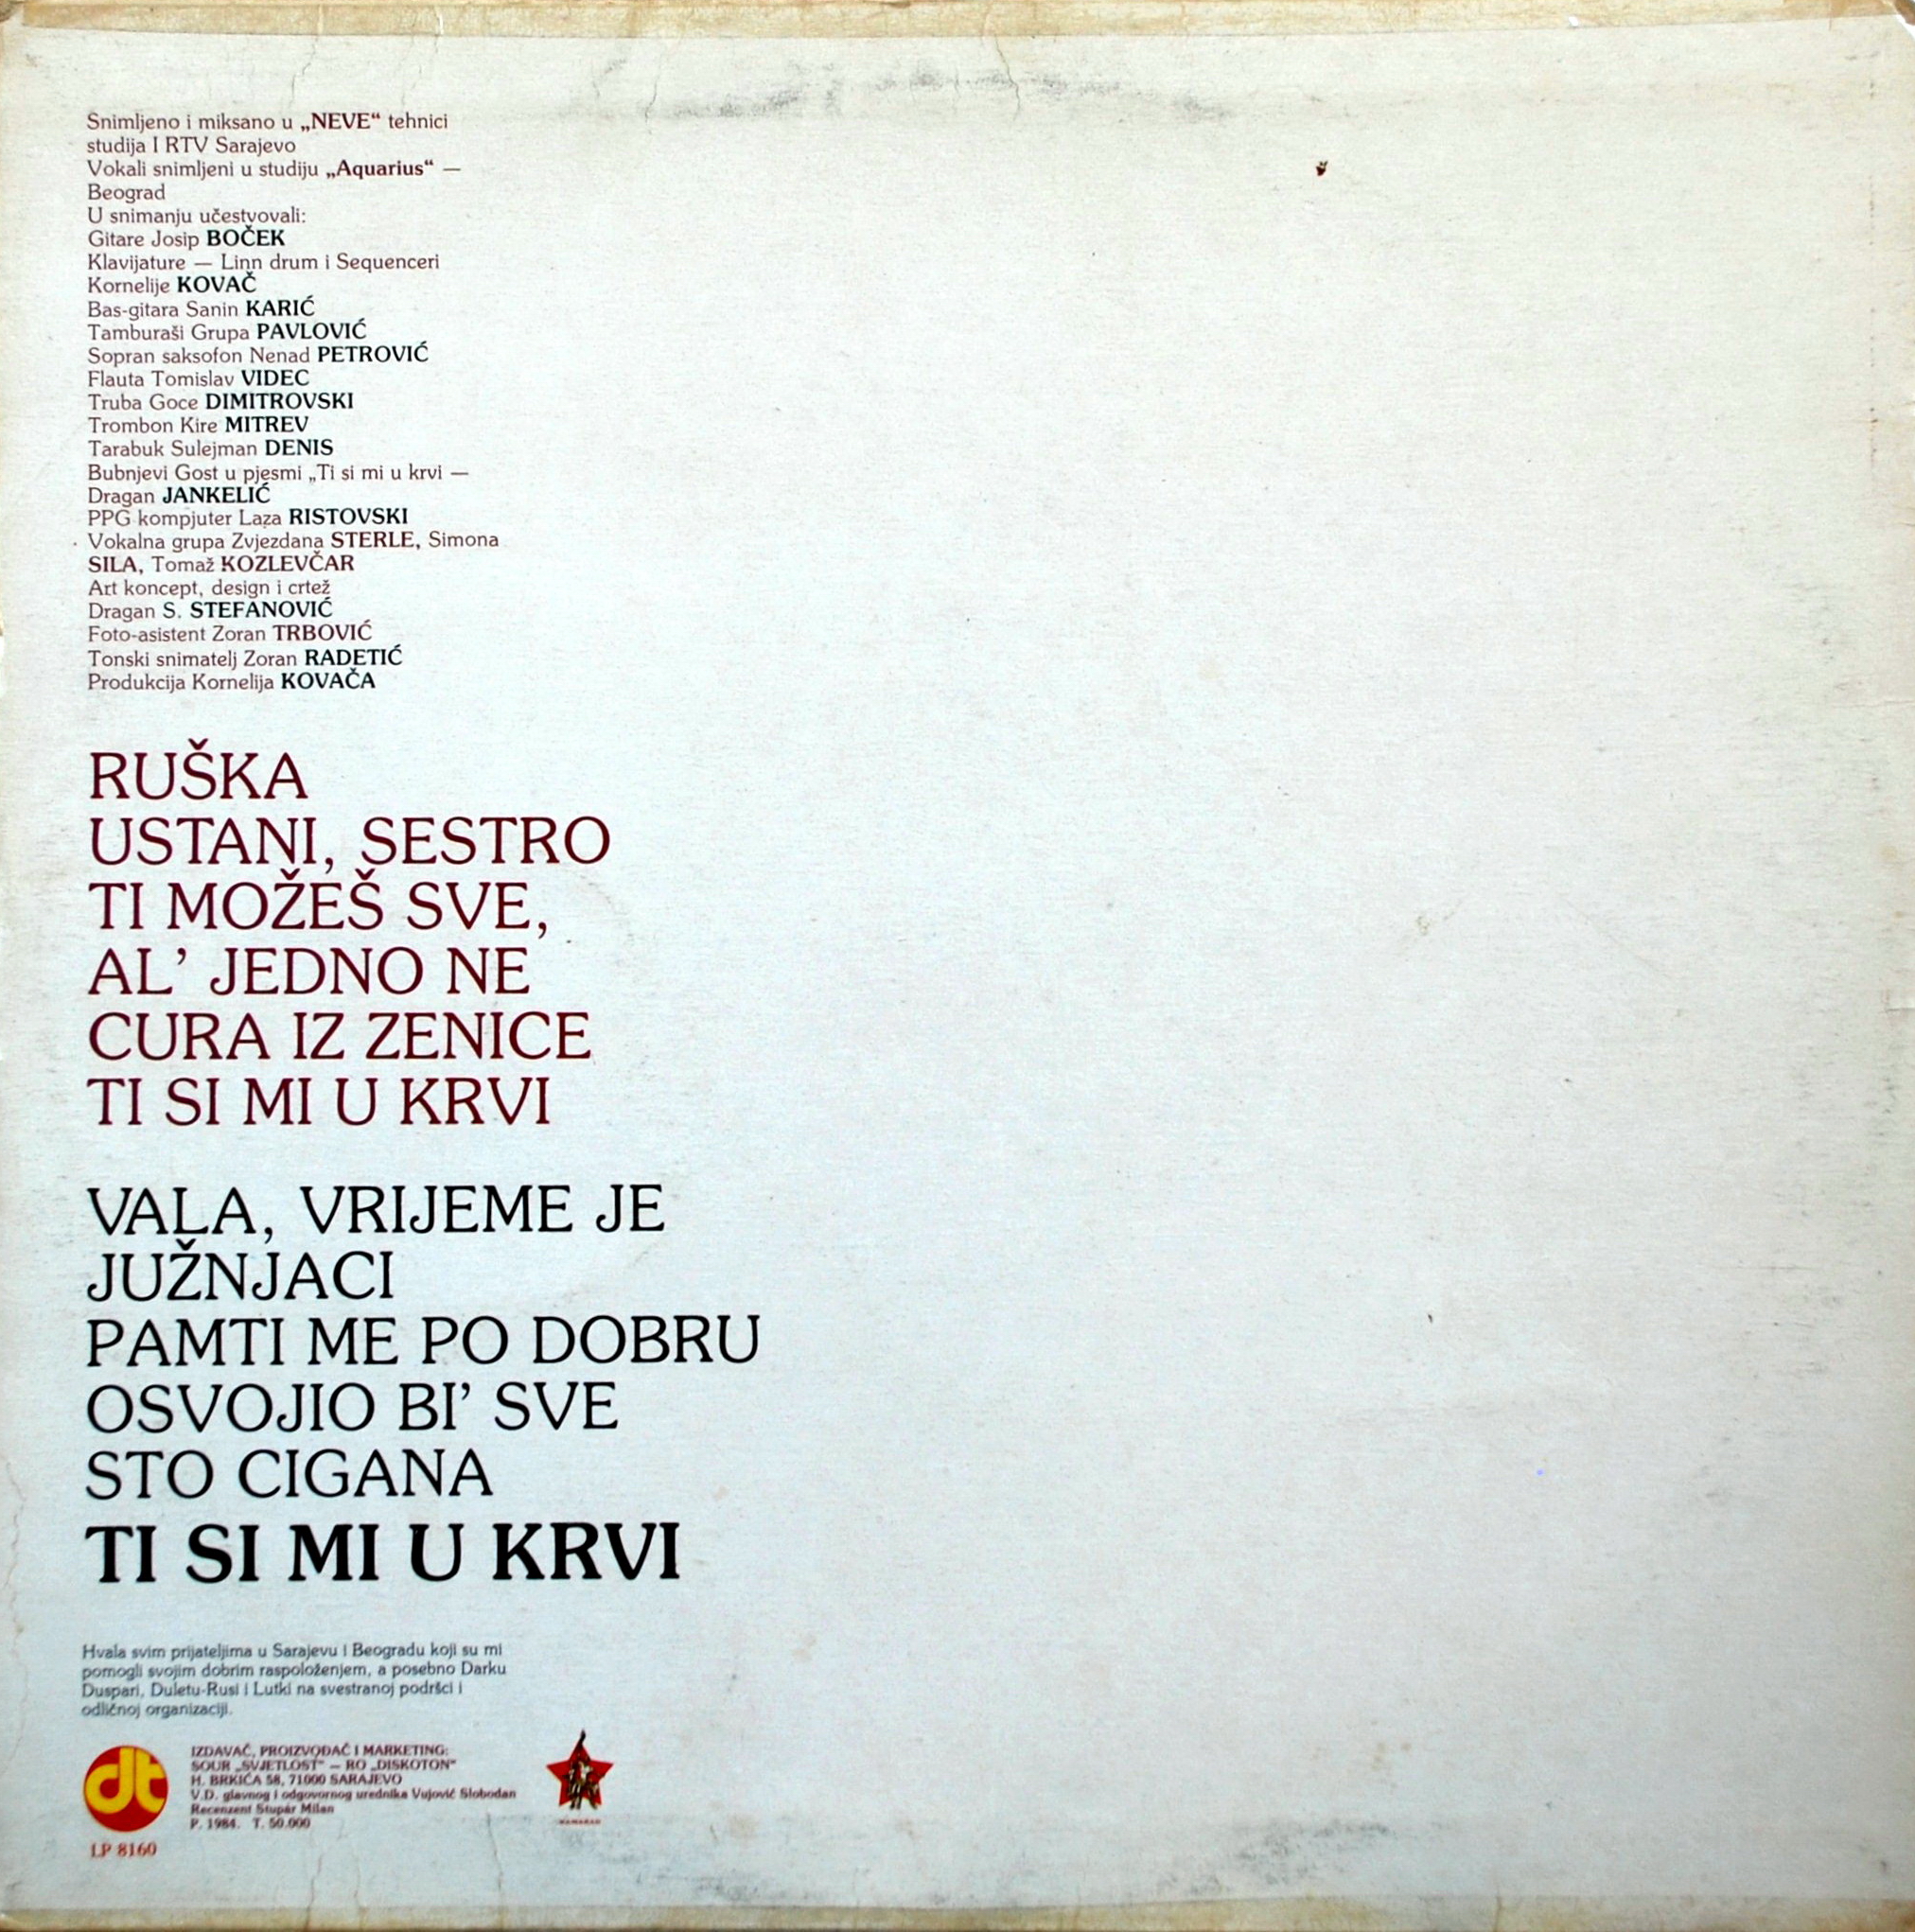 Snimljeno i miksano u „NEVE“ tehnici
studija I RTV Sarajevo
Vokali snimljeni u studiju „Aquarius“ —
Beograd
U snimanju učestvovali:
Gitare Josip BOČEK
Klavijature — Linn drum i Sequenceri
Kornelije KOVAČ
Bas-gitara Sanin KARIĆ
Tamburaši Grupa PAVLOVIĆ
Sopran saksofon Nenad PETROVIĆ
Flauta Tomislav VIDEC
Truba Goce DIMITROVSKI
Trombon Kire MITREV
Tarabuk Sulejman DENIS
Bubnjevi Gost u pjesmi „Ti si mi u krvi —
Dragan JANKELIĆ
PPG kompjuter Laza RISTOVSKI
Vokalna grupa Zvjezdana STERLE, Simona
SILA, Tomaž KOZLEVČAR
Art koncept, design i crtež
Dragan S. STEFANOVIĆ
Foto-asistent Zoran TRBOVIĆ
Tonski snimatelj Zoran RADETIĆ
Produkcija Kornelija KOVAČA
RUŠKA
USTANI, SESTRO
TI MOŽEŠ SVE,
AL’ JEDNO NE
CURA IZ ZENICE
TI SI MI U KRVI
VALA, VRIJEME JE
JUŽNJACI
PAMTI ME PO DOBRU
OSVOJIO BI’ SVE
STO CIGANA
TI SI MI U KRVI
Hvala svim prijateljima u Sarajevu i Beogradu koji su mi
pomogli svojim dobrim raspoloženjem, a posebno Darku
Duspari, Duletu-Rusi i Lutki na svestranoj podršci i
odličnoj organizaciji.
dt
IZDAVAČ, PROIZVOĐAČ I MARKETING:
SOUR „SVJETLOST“ — RO „DISKOTON“
H. BRKIĆA 58, 71000 SARAJEVO
V.D. glavnog i odgovornog urednika Vujović Slobodan
Recenzent Stupar Milan
P. 1984. T. 50.000
LP 8160